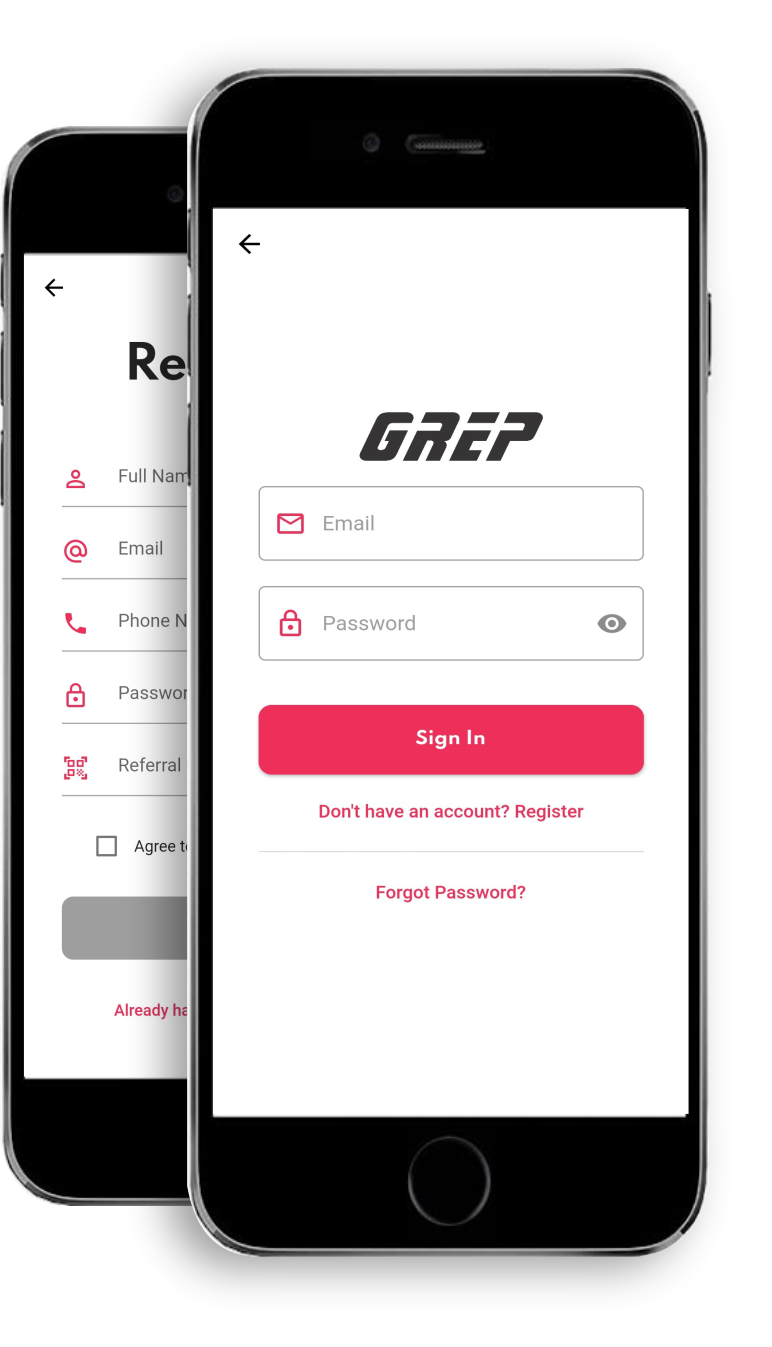 Re
Full Nam
Email
Phone N
Passwor
Referral
Agree to
Already ha
GREP
Email
Password
Sign In
Don't have an account? Register
Forgot Password?